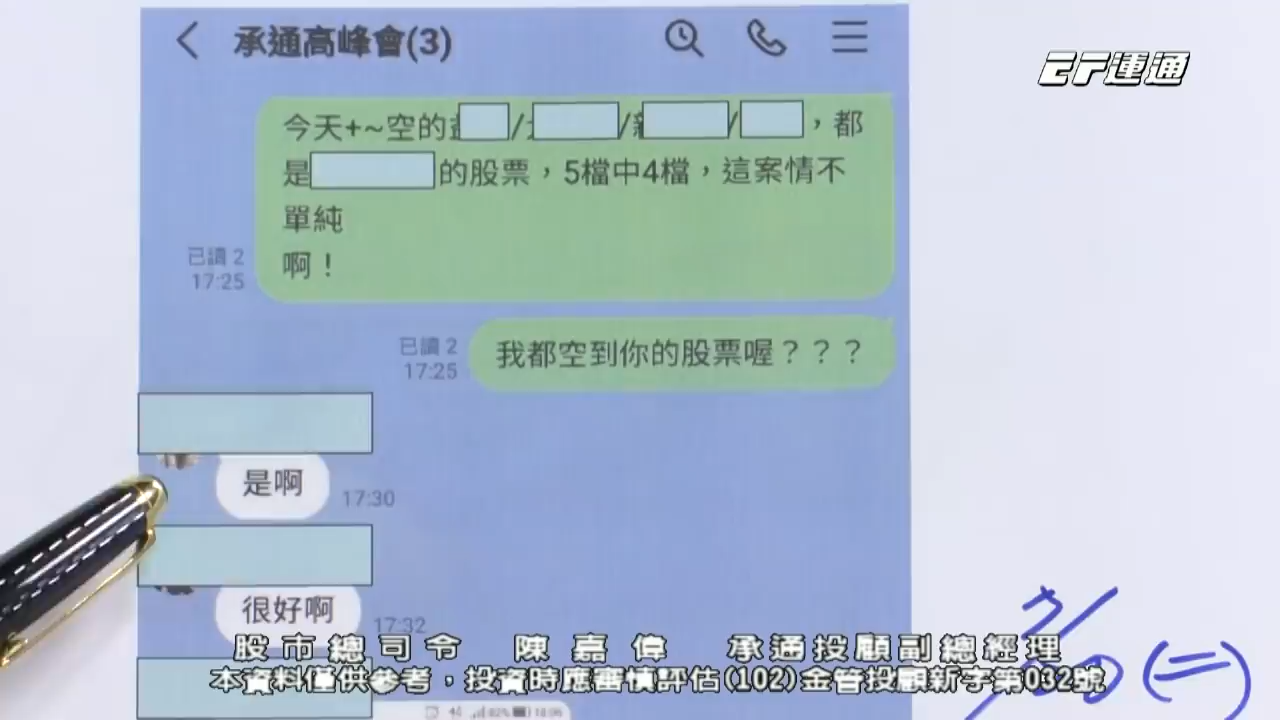 承通高峰會(3)
EF運通
今天+~空的 / / / ，都
是 的股票，5檔中4檔，這案情不
單純
啊！
已讀 2
17:25
我都空到你的股票喔？？？
已讀 2
17:25
是啊
17:30
很好啊
17:32
股市總司令 陳嘉偉 承通投顧副總經理
本資料僅供參考，投資時應審慎評估(102)金管投顧新字第032號
(二)